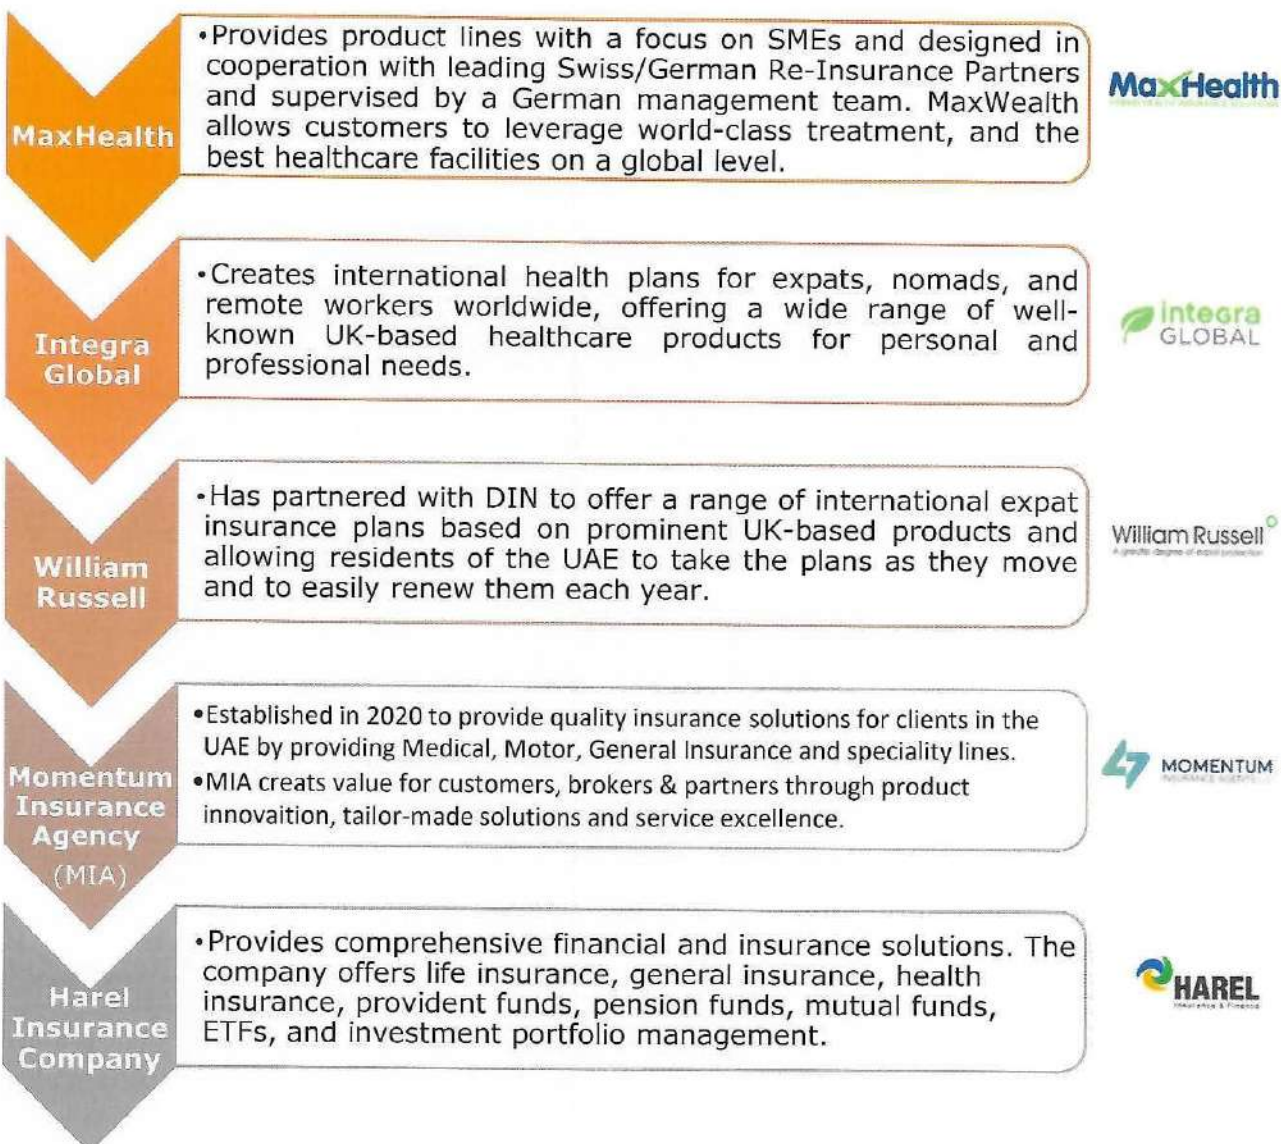 MaxHealth
•Provides product lines with a focus on SMEs and designed in
cooperation with leading Swiss/German Re-Insurance Partners
and supervised by a German management team. MaxWealth
allows customers to leverage world-class treatment, and the
best healthcare facilities on a global level.
MaxHealth
Integra
Global
•Creates international health plans for expats, nomads, and
remote workers worldwide, offering a wide range of well-
known UK-based healthcare products for personal and
professional needs.
integra
GLOBAL
William
Russell
•Has partnered with DIN to offer a range of international expat
insurance plans based on prominent UK-based products and
allowing residents of the UAE to take the plans as they move
and to easily renew them each year.
William Russell
Momentum
Insurance
Agency
(MIA)
•Established in 2020 to provide quality insurance solutions for clients in the
UAE by providing Medical, Motor, General Insurance and speciality lines.
•MIA creats value for customers, brokers & partners through product
innovaition, tailor-made solutions and service excellence.
MOMENTUM
Harel
Insurance
Company
•Provides comprehensive financial and insurance solutions. The
company offers life insurance, general insurance, health
insurance, provident funds, pension funds, mutual funds,
ETFs, and investment portfolio management.
HAREL
Insurance & Finance